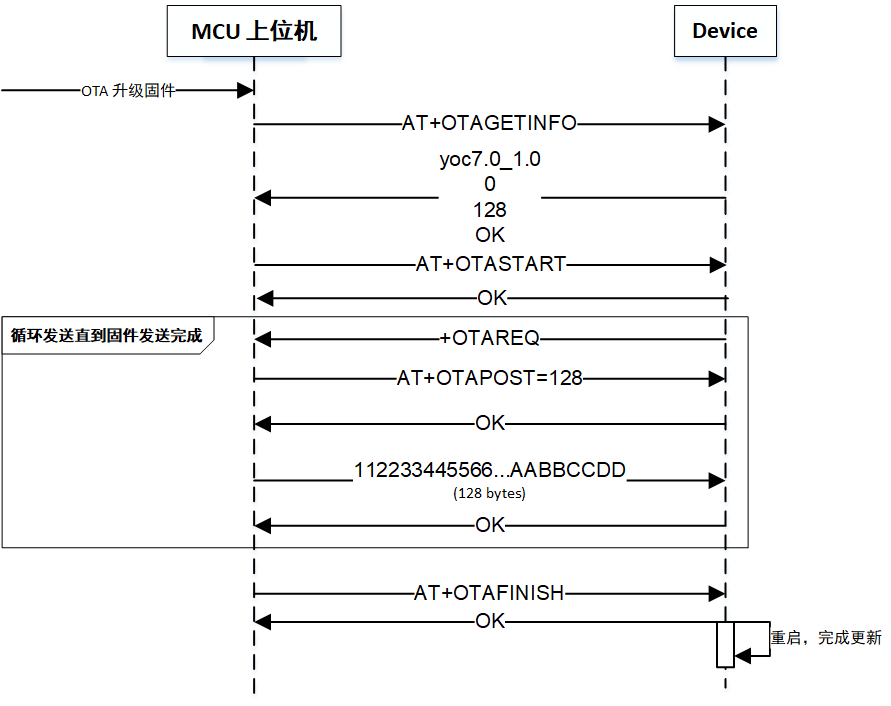 MCU 上位机
Device
OTA 升级固件
AT+OTAGETINFO
yoc7.0_1.0
0
128
OK
AT+OTASTART
OK
循环发送直到固件发送完成
+OTAREQ
AT+OTAPOST=128
OK
112233445566...AABBCCDD
(128 bytes)
OK
AT+OTAFINISH
OK
重启，完成更新